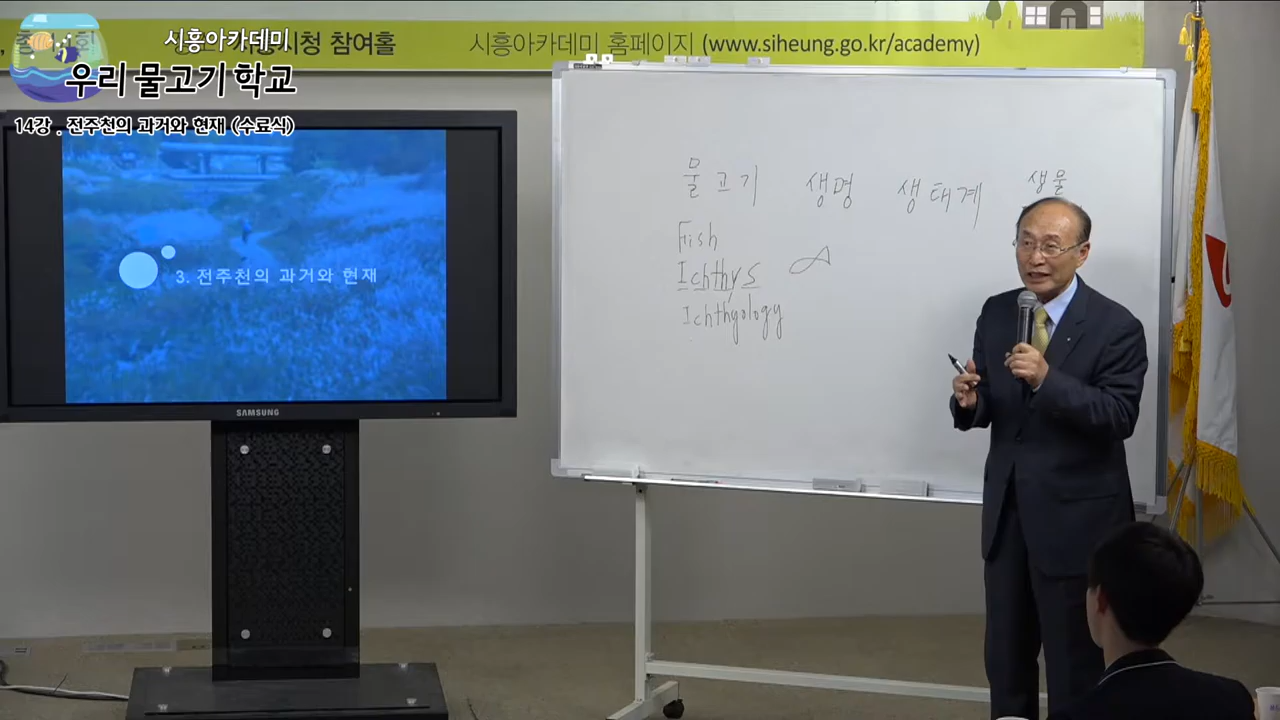 시흥아카데미
우리 물고기 학교
14강 . 전주천의 과거와 현재 (수료식)
참여홀
시흥아카데미 홈페이지 (www.siheung.go.kr/academy)
3. 전주천의 과거와 현재
SAMSUNG
물고기 생명 생태계 생물
Fish
Ichthys
Ichthyology